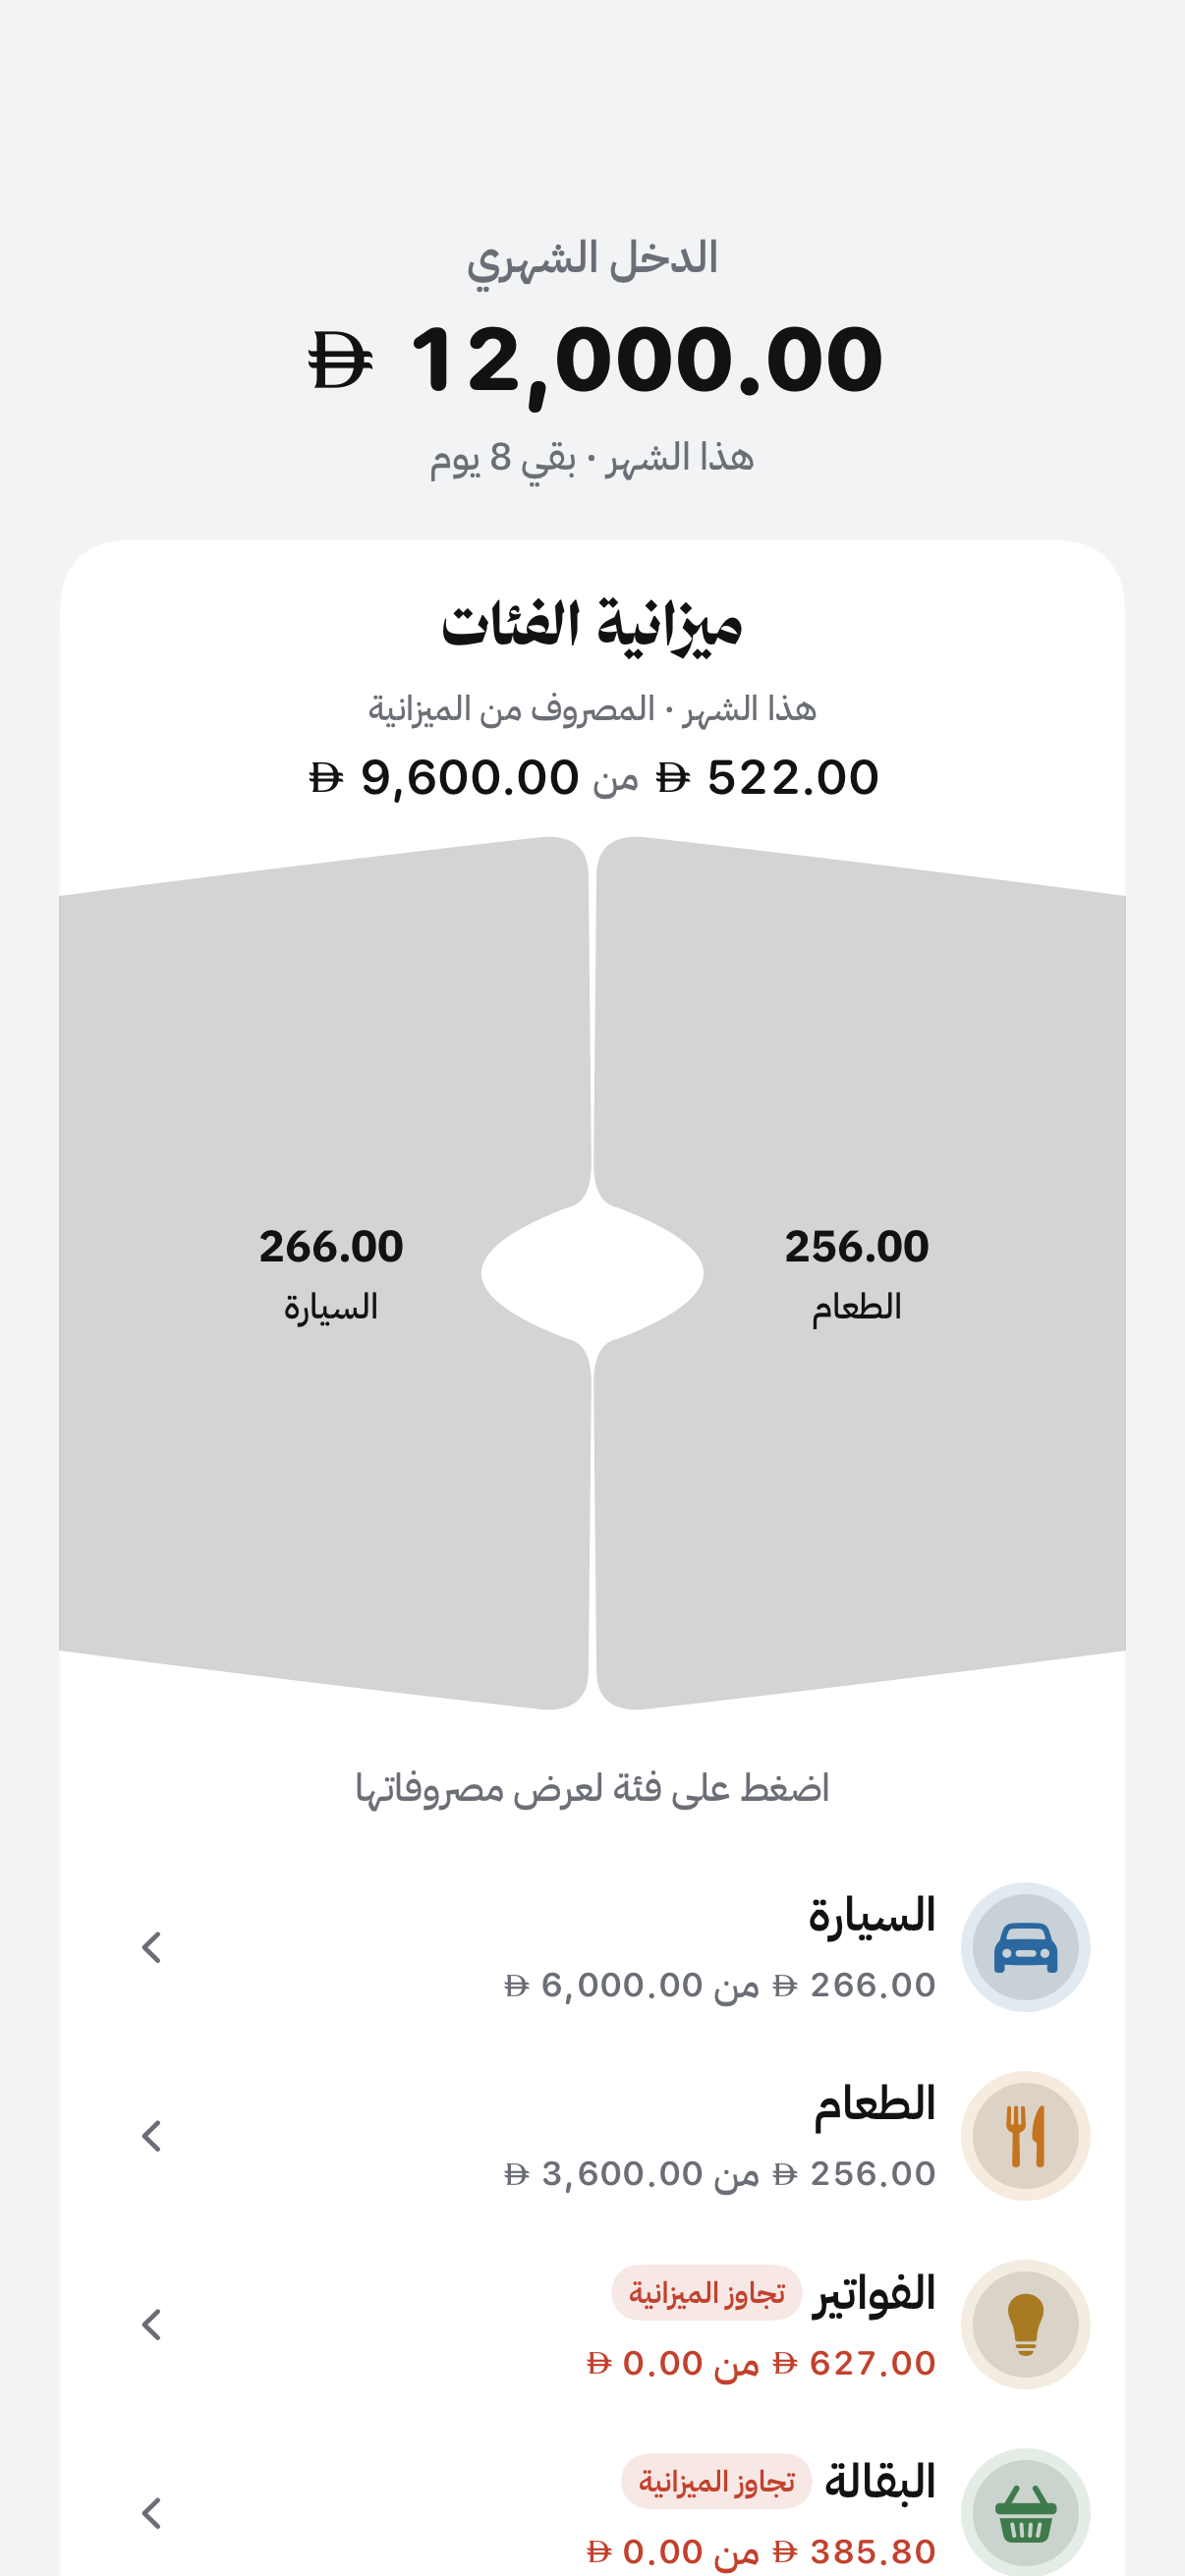 الدخل الشهري
12,000.00 
هذا الشهر • بقي 8 يوم
ميزانية الفئات
هذا الشهر • المصروف من الميزانية
522.00  من 9,600.00 
256.00
الطعام
266.00
السيارة
اضغط على فئة لعرض مصروفاتها
السيارة
266.00  من 6,000.00 
الطعام
256.00  من 3,600.00 
الفواتير تجاوز الميزانية
627.00  من 0.00 
البقالة تجاوز الميزانية
385.80  من 0.00